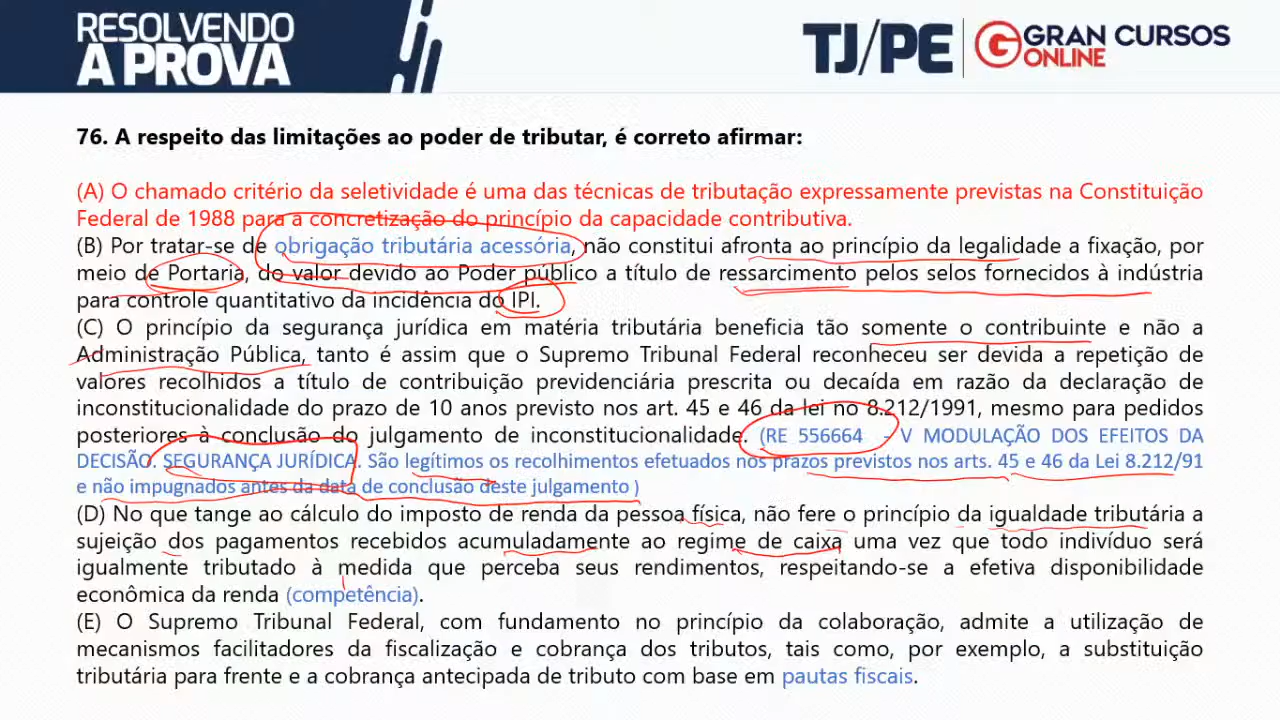 RESOLVENDO
A PROVA
TJ/PE
GRAN CURSOS
ONLINE
76. A respeito das limitações ao poder de tributar, é correto afirmar:
(A) O chamado critério da seletividade é uma das técnicas de tributação expressamente previstas na Constituição
Federal de 1988 para a concretização do princípio da capacidade contributiva.
(B) Por tratar-se de obrigação tributária acessória, não constitui afronta ao princípio da legalidade a fixação, por
meio de Portaria, do valor devido ao Poder público a título de ressarcimento pelos selos fornecidos à indústria
para controle quantitativo da incidência do IPI.
(C) O princípio da segurança jurídica em matéria tributária beneficia tão somente o contribuinte e não a
Administração Pública, tanto é assim que o Supremo Tribunal Federal reconheceu ser devida a repetição de
valores recolhidos a título de contribuição previdenciária prescrita ou decaída em razão da declaração de
inconstitucionalidade do prazo de 10 anos previsto nos art. 45 e 46 da lei no 8.212/1991, mesmo para pedidos
posteriores à conclusão do julgamento de inconstitucionalidade. (RE 556664 - V MODULAÇÃO DOS EFEITOS DA
DECISÃO. SEGURANÇA JURÍDICA. São legítimos os recolhimentos efetuados nos prazos previstos nos arts. 45 e 46 da Lei 8.212/91
e não impugnados antes da data de conclusão deste julgamento )
(D) No que tange ao cálculo do imposto de renda da pessoa física, não fere o princípio da igualdade tributária a
sujeição dos pagamentos recebidos acumuladamente ao regime de caixa uma vez que todo indivíduo será
igualmente tributado à medida que perceba seus rendimentos, respeitando-se a efetiva disponibilidade
econômica da renda (competência).
(E) O Supremo Tribunal Federal, com fundamento no princípio da colaboração, admite a utilização de
mecanismos facilitadores da fiscalização e cobrança dos tributos, tais como, por exemplo, a substituição
tributária para frente e a cobrança antecipada de tributo com base em pautas fiscais.